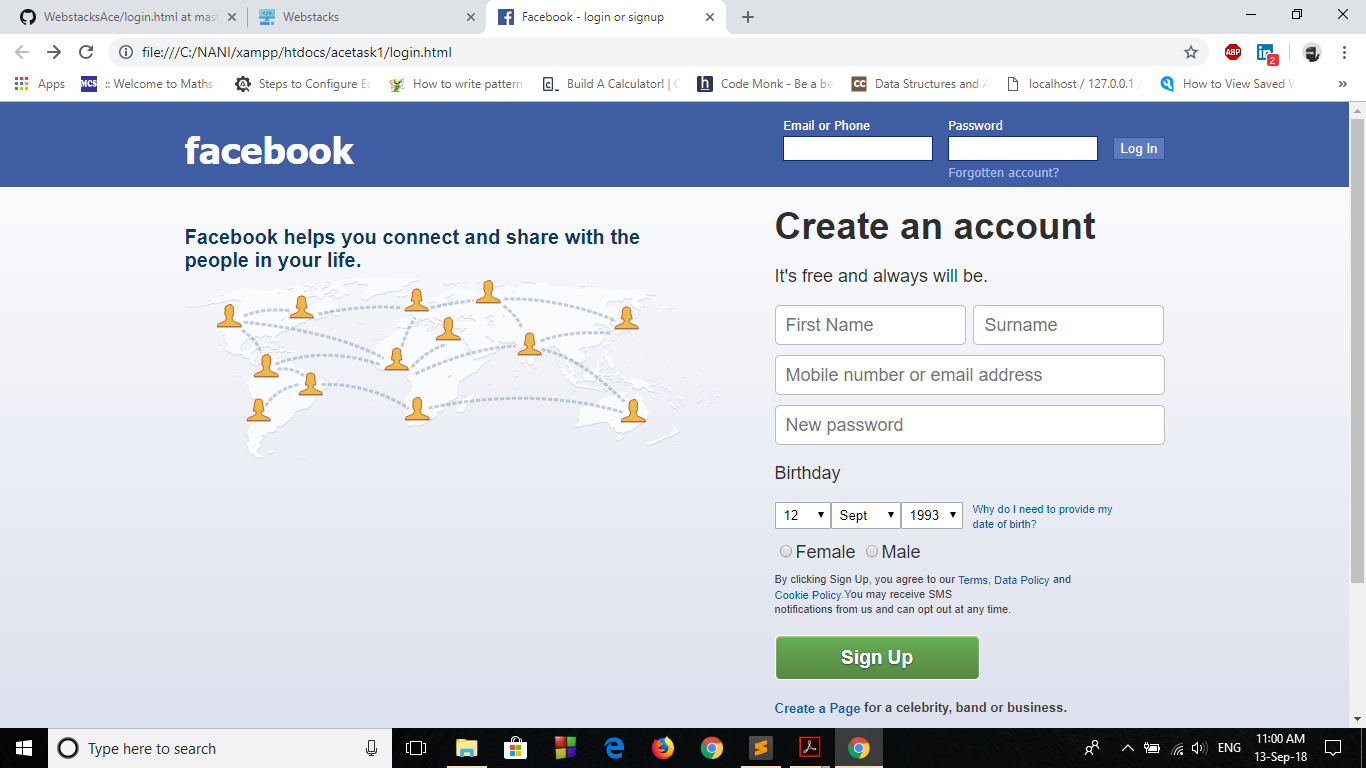 WebstacksAce/login.html at mas
Webstacks
Facebook - login or signup
file:///C:/NANI/xampp/htdocs/acetask1/login.html
ABP
2
Apps
MCS :: Welcome to Maths
Steps to Configure Ec
How to write pattern
C_ Build A Calculator! | C
h Code Monk - Be a be
CC Data Structures and A
localhost / 127.0.0.1 /
How to View Saved W
»
facebook
Email or Phone
Password
Log In
Forgotten account?
Facebook helps you connect and share with the
people in your life.
Create an account
It's free and always will be.
First Name
Surname
Mobile number or email address
New password
Birthday
12
Sept
1993
Why do I need to provide my
date of birth?
Female
Male
By clicking Sign Up, you agree to our Terms, Data Policy and
Cookie Policy.You may receive SMS
notifications from us and can opt out at any time.
Sign Up
Create a Page for a celebrity, band or business.
Type here to search
ENG
11:00 AM
13-Sep-18